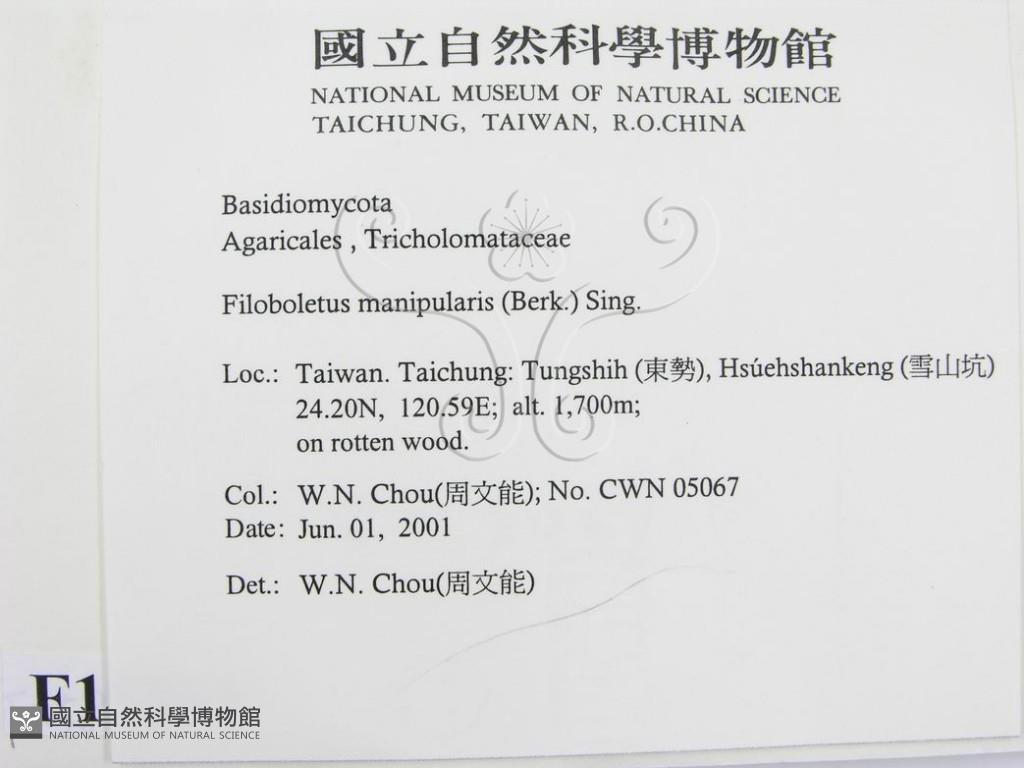 國立自然科學博物館
NATIONAL MUSEUM OF NATURAL SCIENCE
TAICHUNG, TAIWAN, R.O.CHINA
Basidiomycota
Agaricales , Tricholomataceae
Filoboletus manipularis (Berk.) Sing.
Loc.: Taiwan. Taichung: Tungshih (東勢), Hsúehshankeng (雪山坑)
24.20N, 120.59E; alt. 1,700m;
on rotten wood.
Col.: W.N. Chou(周文能); No. CWN 05067
Date: Jun. 01, 2001
Det.: W.N. Chou(周文能)
F1
國立自然科學博物館
NATIONAL MUSEUM OF NATURAL SCIENCE